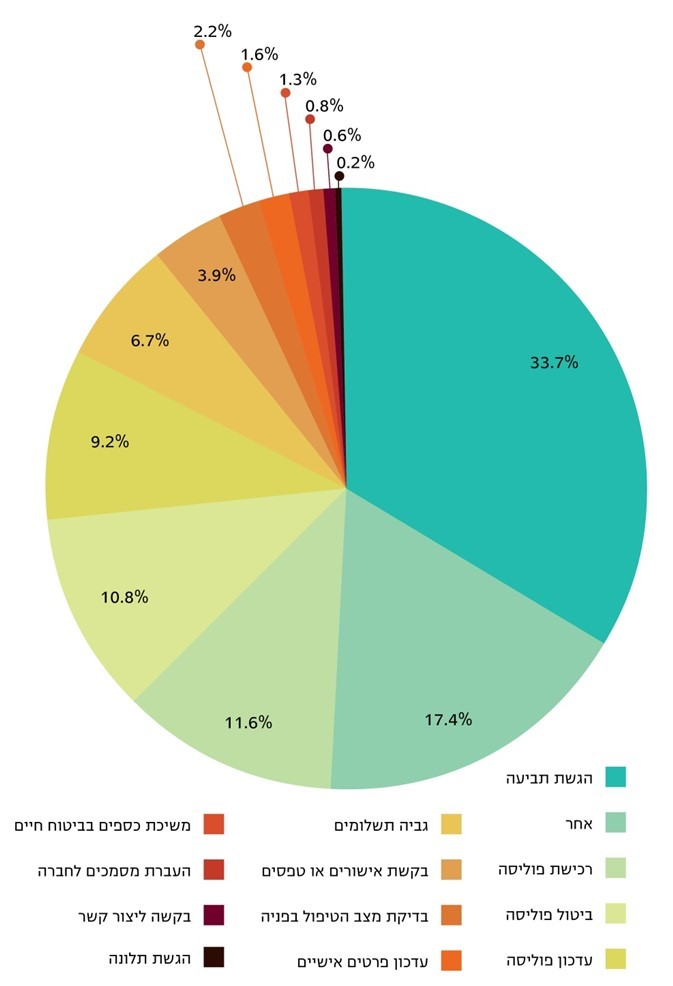 2.2%
1.6%
1.3%
0.8%
0.6%
0.2%
33.7%
3.9%
6.7%
9.2%
10.8%
11.6%
17.4%
הגשת תביעה
אחר
רכישת פוליסה
ביטול פוליסה
עדכון פוליסה
גביה תשלומים
בקשת אישורים או טפסים
בדיקת מצב הטיפול בפניה
עדכון פרטים אישיים
משיכת כספים בביטוח חיים
העברת מסמכים לחברה
בקשה ליצור קשר
הגשת תלונה